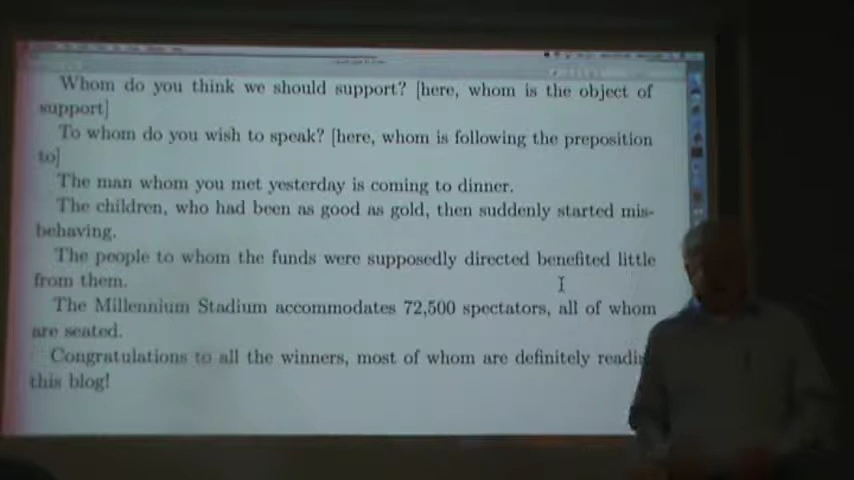 Whom do you think we should support? [here, whom is the object of
support]
To whom do you wish to speak? [here, whom is following the preposition
to]
The man whom you met yesterday is coming to dinner.
The children, who had been as good as gold, then suddenly started mis-
behaving.
The people to whom the funds were supposedly directed benefited little
from them.
The Millennium Stadium accommodates 72,500 spectators, all of whom
are seated.
Congratulations to all the winners, most of whom are definitely
this blog!